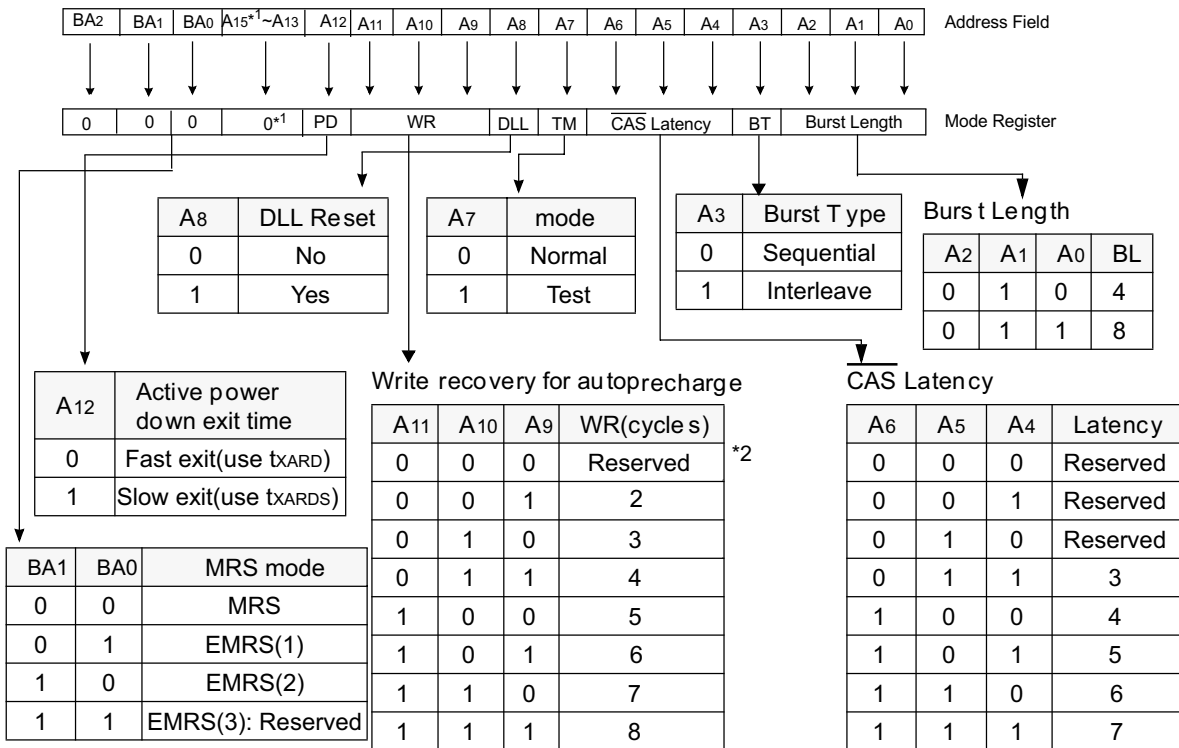 BA2 BA1 BA0 A15*1~A13 A12 A11 A10 A9 A8 A7 A6 A5 A4 A3 A2 A1 A0 Address Field
0 0 0 0*1 PD WR DLL TM CAS Latency BT Burst Length Mode Register
A8 DLL Reset
0 No
1 Yes
A7 mode
0 Normal
1 Test
A3 Burst Type
0 Sequential
1 Interleave
Burst Length
A2 A1 A0 BL
0 1 0 4
0 1 1 8
A12 Active power
down exit time
0 Fast exit(use tXARD)
1 Slow exit(use tXARDS)
Write recovery for autoprecharge
A11 A10 A9 WR(cycles)
0 0 0 Reserved *2
0 0 1 2
0 1 0 3
0 1 1 4
1 0 0 5
1 0 1 6
1 1 0 7
1 1 1 8
CAS Latency
A6 A5 A4 Latency
0 0 0 Reserved
0 0 1 Reserved
0 1 0 Reserved
0 1 1 3
1 0 0 4
1 0 1 5
1 1 0 6
1 1 1 7
BA1 BA0 MRS mode
0 0 MRS
0 1 EMRS(1)
1 0 EMRS(2)
1 1 EMRS(3): Reserved